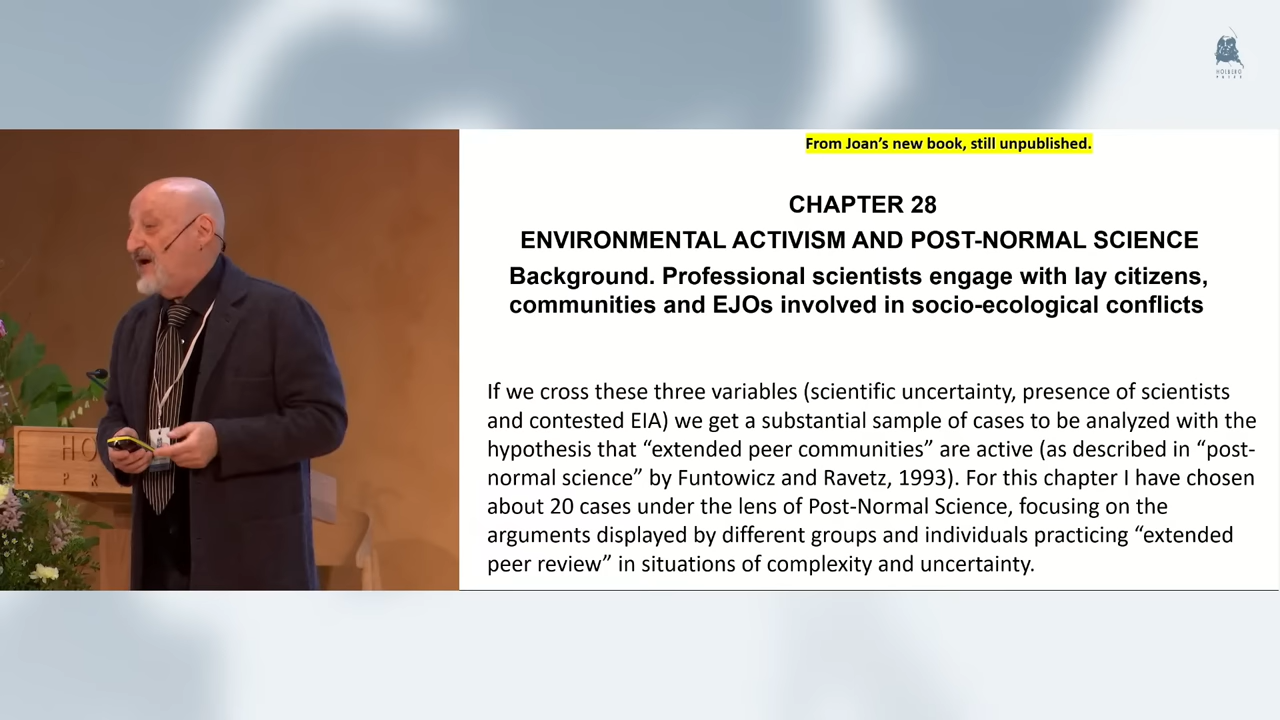 HOLBERG
PRIZE
From Joan's new book, still unpublished.
CHAPTER 28
ENVIRONMENTAL ACTIVISM AND POST-NORMAL SCIENCE
Background. Professional scientists engage with lay citizens,
communities and EJOs involved in socio-ecological conflicts
If we cross these three variables (scientific uncertainty, presence of scientists
and contested EIA) we get a substantial sample of cases to be analyzed with the
hypothesis that “extended peer communities” are active (as described in “post-
normal science” by Funtowicz and Ravetz, 1993). For this chapter I have chosen
about 20 cases under the lens of Post-Normal Science, focusing on the
arguments displayed by different groups and individuals practicing “extended
peer review” in situations of complexity and uncertainty.
HO
P R